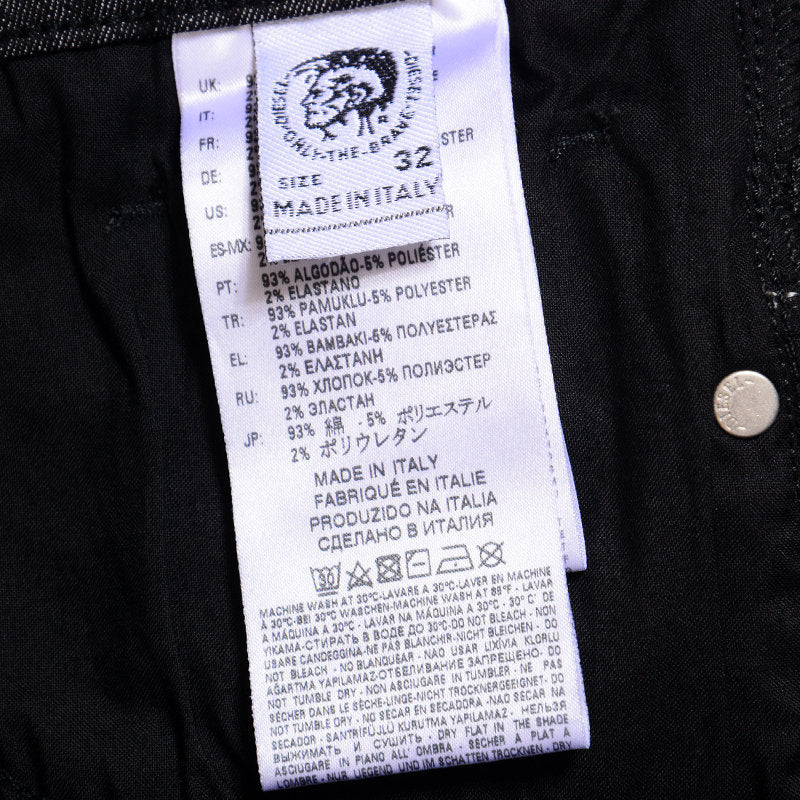 DIESEL
ONLY-THE-BRAVE
R
SIZE 32
MADE IN ITALY
UK:
IT:
FR:
DE:
US:
ES-MX:
PT: 93% ALGODÃO-5% POLIÉSTER
2% ELASTANO
TR: 93% PAMUKLU-5% POLYESTER
2% ELASTAN
EL: 93% ΒΑΜΒΑΚΙ-5% ΠΟΛΥΕΣΤΕΡΑΣ
2% ΕΛΑΣΤΑΝΗ
RU: 93% ХЛОПОК-5% ПОЛИЭСТЕР
2% ЭЛАСТАН
JP: 93% 綿 .5% ポリエステル
2% ポリウレタン
MADE IN ITALY
FABRIQUÉ EN ITALIE
PRODUZIDO NA ITALIA
СДЕЛАНО В ИТАЛИЯ
30
MACHINE WASH AT 30°C-LAVARE A 30°C-LAVER EN MACHINE
À 30°C-BEI 30°C WASCHEN-MACHINE WASH AT 86°F - LAVAR
A MÁQUINA A 30°C - LAVAR NA MÁQUINA A 30°C - 30°C' DE
YIKAMA-СТИРАТЬ В ВОДЕ ДО 30°C-DO NOT BLEACH - NON
USARE CANDEGGINA-NE PAS BLANCHIR-NICHT BLEICHEN - DO
NOT BLEACH - NO BLANQUEAR - NÃO USAR LIXÍVIA KLORLU
AĞARTMA YAPILAMAZ-ОТБЕЛИВАНИЕ ЗАПРЕЩЕНО- DO
NOT TUMBLE DRY - NON ASCIUGARE IN TUMBLER - NE PAS
SÉCHER DANS LE SÈCHE-LINGE-NICHT TROCKNERGEEIGNET- DO
NOT TUMBLE DRY - NO SECAR EN SECADORA -NÃO SECAR NA
SECADOR - SANTRİFÜJLÜ KURUTMA YAPILAMAZ - НЕЛЬЗЯ
ВЫЖИМАТЬ И СУШИТЬ - DRY FLAT IN THE SHADE
ASCIUGARE IN PIANO ALL' OMBRA - SÉCHER À PLAT A
L'OMBRE - NUR LIEGEND UND IM SCHATTEN TROCKNEN - DRY
DIESEL